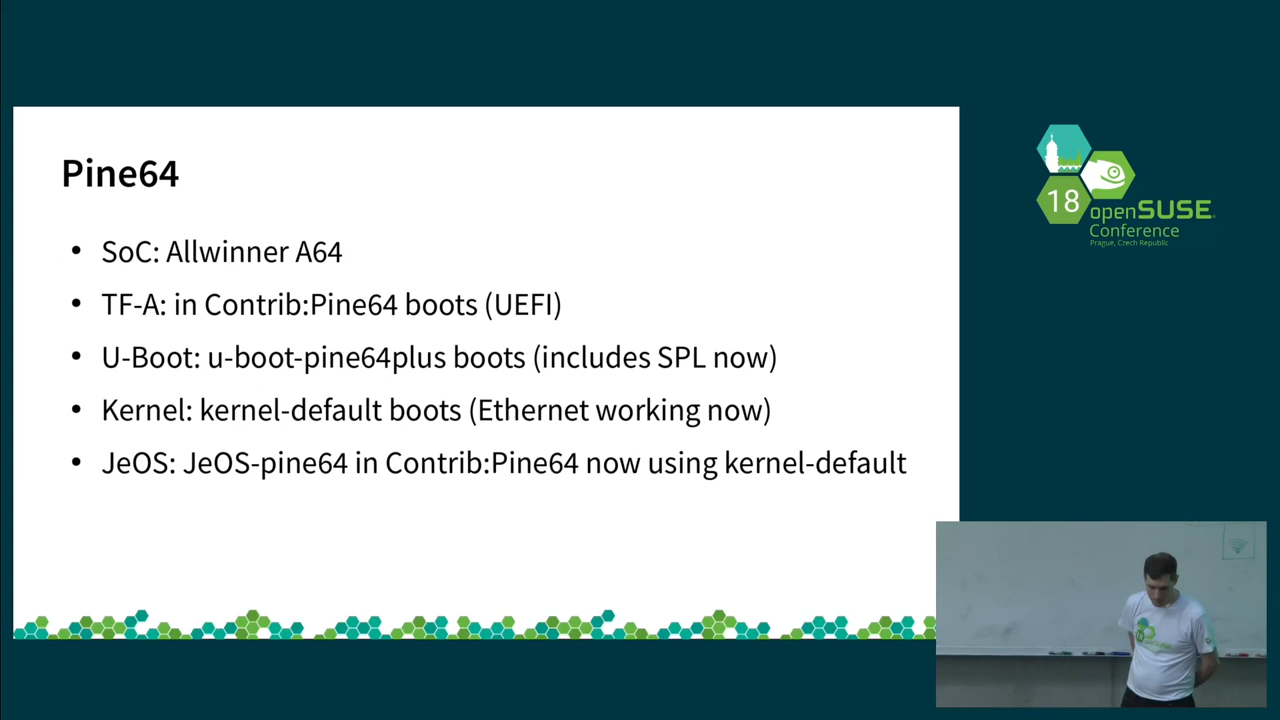 Pine64
• SoC: Allwinner A64
• TF-A: in Contrib:Pine64 boots (UEFI)
• U-Boot: u-boot-pine64plus boots (includes SPL now)
• Kernel: kernel-default boots (Ethernet working now)
• JeOS: JeOS-pine64 in Contrib:Pine64 now using kernel-default
18
openSUSE
Conference
Prague, Czech Republic